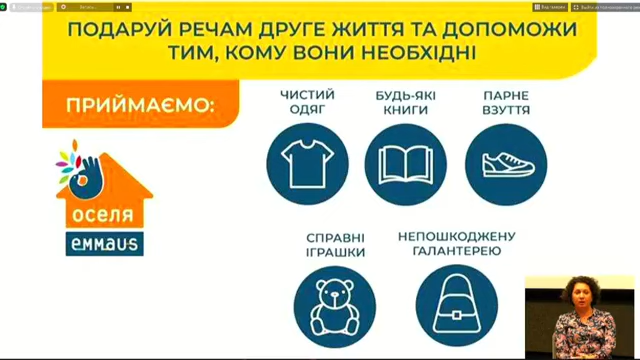 ПОДАРУЙ РЕЧАМ ДРУГЕ ЖИТТЯ ТА ДОПОМОЖИ
ТИМ, КОМУ ВОНИ НЕОБХІДНІ
ПРИЙМАЄМО:
ЧИСТИЙ
ОДЯГ
БУДЬ-ЯКІ
КНИГИ
ПАРНЕ
ВЗУТТЯ
оселя
emmaus
СПРАВНІ
ІГРАШКИ
НЕПОШКОДЖЕНУ
ГАЛАНТЕРЕЮ